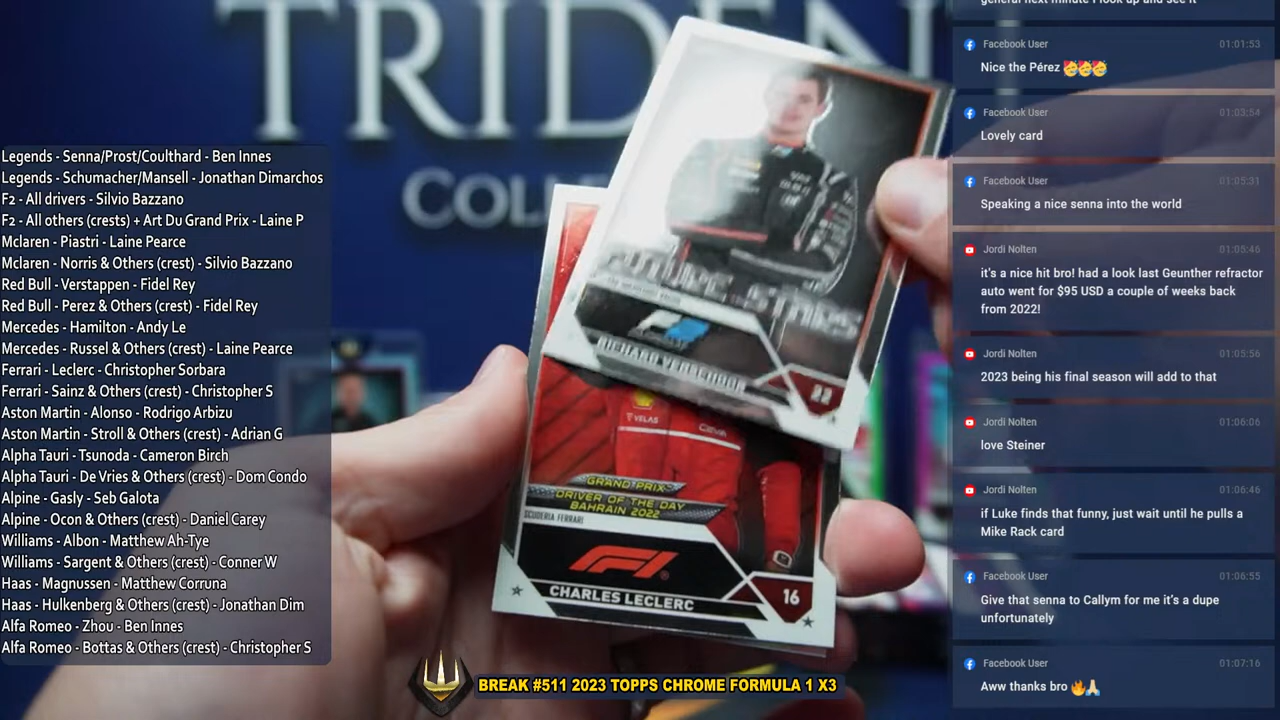 TRIDEN
COLL
Legends - Senna/Prost/Coulthard - Ben Innes
Legends - Schumacher/Mansell - Jonathan Dimarchos
F2 - All drivers - Silvio Bazzano
F2 - All others (crests) + Art Du Grand Prix - Laine P
Mclaren - Piastri - Laine Pearce
Mclaren - Norris & Others (crest) - Silvio Bazzano
Red Bull - Verstappen - Fidel Rey
Red Bull - Perez & Others (crest) - Fidel Rey
Mercedes - Hamilton - Andy Le
Mercedes - Russel & Others (crest) - Laine Pearce
Ferrari - Leclerc - Christopher Sorbara
Ferrari - Sainz & Others (crest) - Christopher S
Aston Martin - Alonso - Rodrigo Arbizu
Aston Martin - Stroll & Others (crest) - Adrian G
Alpha Tauri - Tsunoda - Cameron Birch
Alpha Tauri - De Vries & Others (crest) - Dom Condo
Alpine - Gasly - Seb Galota
Alpine - Ocon & Others (crest) - Daniel Carey
Williams - Albon - Matthew Ah-Tye
Williams - Sargent & Others (crest) - Conner W
Haas - Magnussen - Matthew Corruna
Haas - Hulkenberg & Others (crest) - Jonathan Dim
Alfa Romeo - Zhou - Ben Innes
Alfa Romeo - Bottas & Others (crest) - Christopher S
FUTURE STARS
F2
RICHARD VERSCHOOR
22
VELAS
CEVA
GRAND PRIX
DRIVER OF THE DAY
BAHRAIN 2022
SCUDERIA FERRARI
F1
CHARLES LECLERC
16
BREAK #511 2023 TOPPS CHROME FORMULA 1 X3
general next minute I look up and see it
Facebook User 01:01:53
Nice the Pérez 🥳🥳🥳
Facebook User 01:03:54
Lovely card
Facebook User 01:05:31
Speaking a nice senna into the world
Jordi Nolten 01:05:46
it's a nice hit bro! had a look last Geunther refractor
auto went for $95 USD a couple of weeks back
from 2022!
Jordi Nolten 01:05:56
2023 being his final season will add to that
Jordi Nolten 01:06:06
love Steiner
Jordi Nolten 01:06:46
if Luke finds that funny, just wait until he pulls a
Mike Rack card
Facebook User 01:06:55
Give that senna to Callym for me it's a dupe
unfortunately
Facebook User 01:07:16
Aww thanks bro 🔥🙏